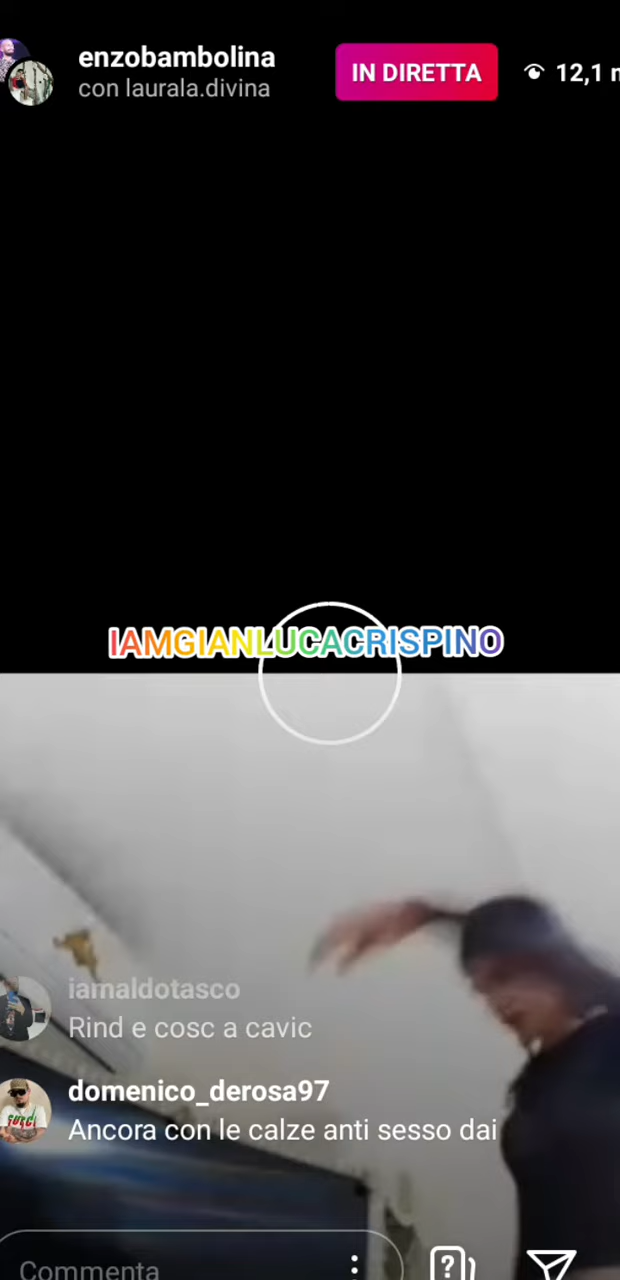 enzobambolina
con laurala.divina
IN DIRETTA
12,1 m
IAMGIANLUCACRISPINO
iamaldotasco
Rind e cosc a cavic
domenico_derosa97
Ancora con le calze anti sesso dai
Commenta